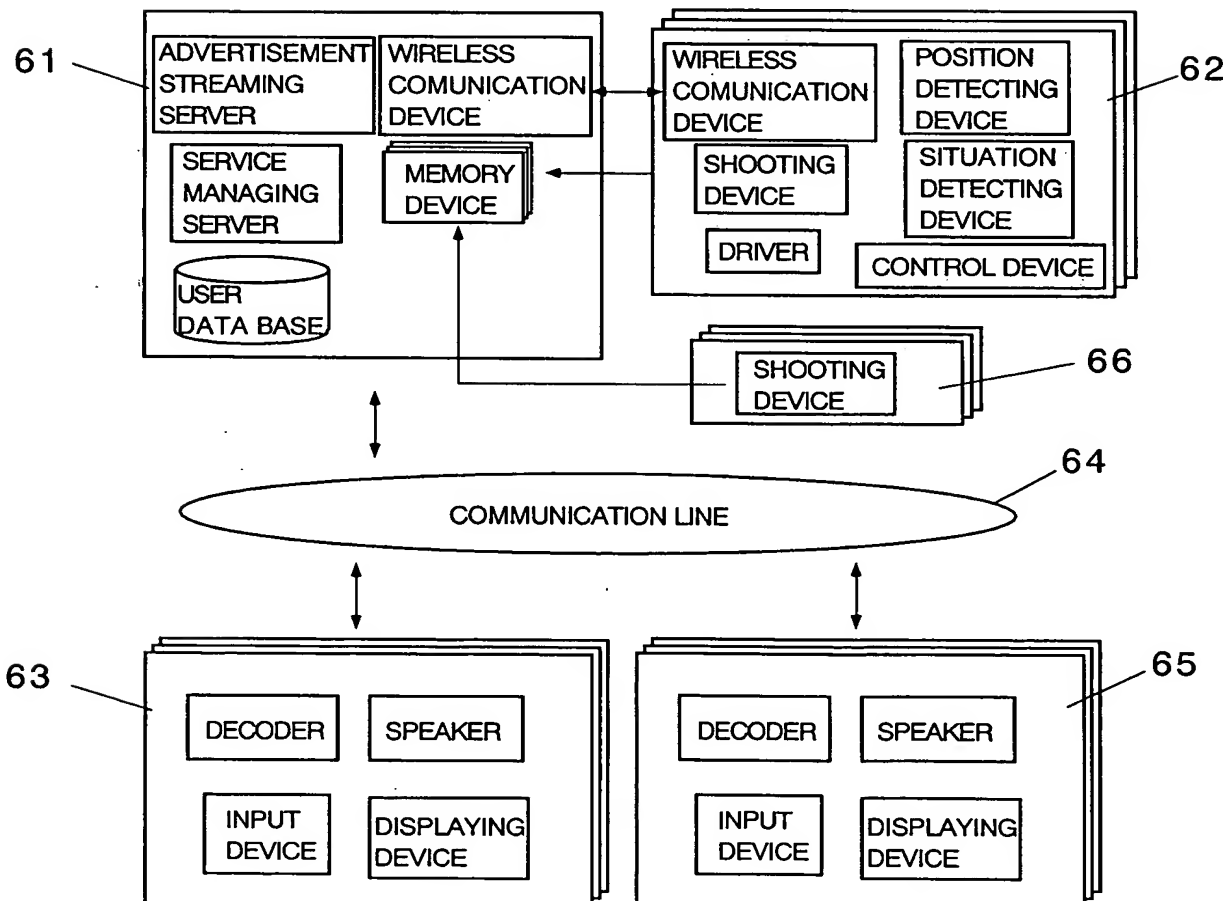 61
ADVERTISEMENT
STREAMING
SERVER
WIRELESS
COMUNICATION
DEVICE
SERVICE
MANAGING
SERVER
MEMORY
DEVICE
USER
DATA BASE
WIRELESS
COMUNICATION
DEVICE
POSITION
DETECTING
DEVICE
62
SHOOTING
DEVICE
SITUATION
DETECTING
DEVICE
DRIVER
CONTROL DEVICE
SHOOTING
DEVICE
66
64
COMMUNICATION LINE
63
DECODER
SPEAKER
INPUT
DEVICE
DISPLAYING
DEVICE
65
DECODER
SPEAKER
INPUT
DEVICE
DISPLAYING
DEVICE